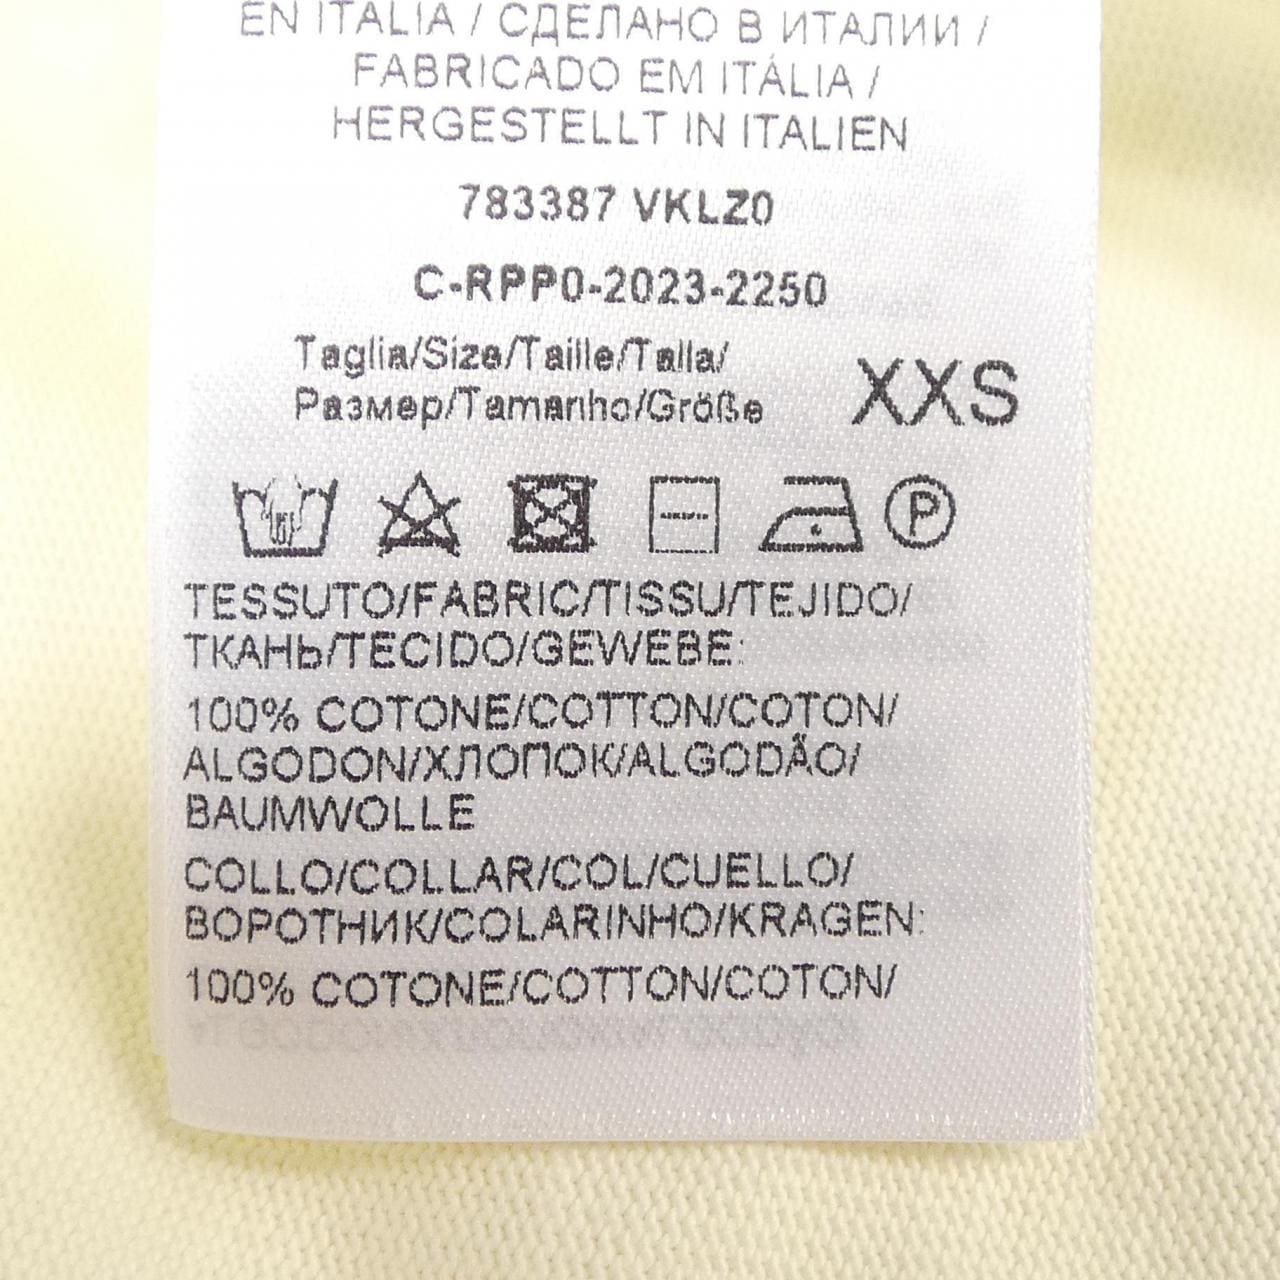 EN ITALIA / СДЕЛАНО В ИТАЛИИ /
FABRICADO EM ITÁLIA /
HERGESTELLT IN ITALIEN
783387 VKLZ0
C-RPP0-2023-2250
Taglia/Size/Taille/Talla/
Размер/Tamanho/Größe
XXS
P
TESSUTO/FABRIC/TISSU/TEJIDO/
ТКАНЬ/TECIDO/GEWEBE:
100% COTONE/COTTON/COTON/
ALGODON/ХЛОПОК/ALGODÃO/
BAUMWOLLE
COLLO/COLLAR/COL/CUELLO/
ВОРОТНИК/COLARINHO/KRAGEN:
100% COTONE/COTTON/COTON/